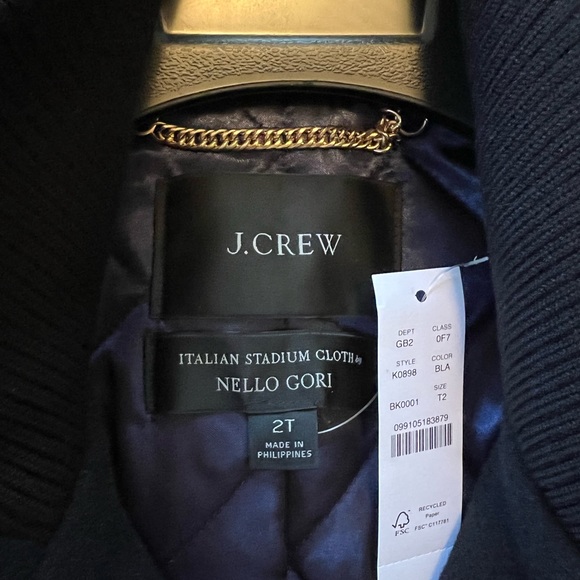 J.CREW
ITALIAN STADIUM CLOTH by
NELLO GORI
2T
MADE IN
PHILIPPINES
DEPT CLASS
GB2 0F7
STYLE COLOR
K0898 BLA
SIZE
BK0001 T2
099105183879
FSC
RECYCLED
Paper
FSC® C117761